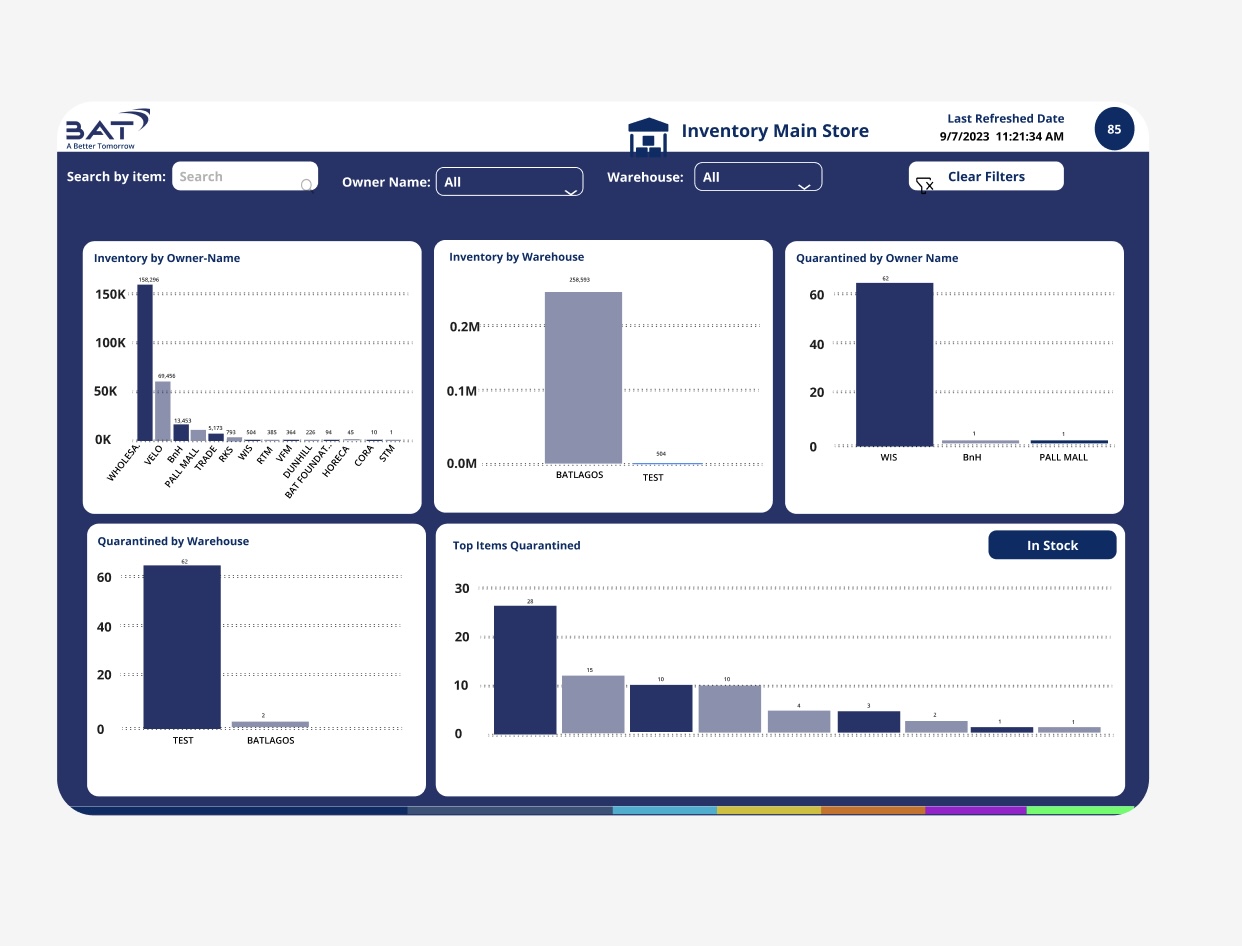 BAT
A Better Tomorrow
Inventory Main Store
Last Refreshed Date
9/7/2023 11:21:34 AM
85
Search by item:
Search
Owner Name:
All
Warehouse:
All
Clear Filters
Inventory by Owner-Name
150K
100K
50K
0K
158,296
69,456
13,453
5,173
793
504
385
364
226
94
45
10
1
WHOLESA..
VELO
BnH
PALL MALL
TRADE
RKS
WIS
RTM
VFM
DUNHILL
BAT FOUNDAT..
HORECA
CORA
STM
Inventory by Warehouse
258,593
0.2M
0.1M
0.0M
504
BATLAGOS
TEST
Quarantined by Owner Name
62
60
40
20
0
1
1
WIS
BnH
PALL MALL
Quarantined by Warehouse
62
60
40
20
0
2
TEST
BATLAGOS
Top Items Quarantined
In Stock
30
20
10
0
28
15
10
10
4
3
2
1
1